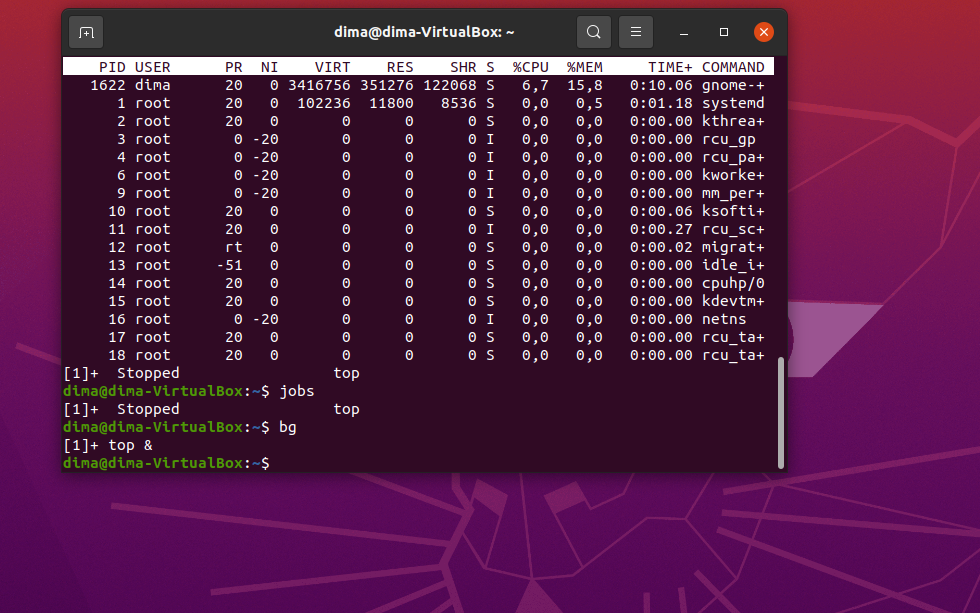 dima@dima-VirtualBox: ~
PID USER PR NI VIRT RES SHR S %CPU %MEM TIME+ COMMAND
1622 dima 20 0 3416756 351276 122068 S 6,7 15,8 0:10.06 gnome-+
1 root 20 0 102236 11800 8536 S 0,0 0,5 0:01.18 systemd
2 root 20 0 0 0 0 S 0,0 0,0 0:00.00 kthrea+
3 root 0 -20 0 0 0 I 0,0 0,0 0:00.00 rcu_gp
4 root 0 -20 0 0 0 I 0,0 0,0 0:00.00 rcu_pa+
6 root 0 -20 0 0 0 I 0,0 0,0 0:00.00 kworke+
9 root 0 -20 0 0 0 I 0,0 0,0 0:00.00 mm_per+
10 root 20 0 0 0 0 S 0,0 0,0 0:00.06 ksofti+
11 root 20 0 0 0 0 I 0,0 0,0 0:00.27 rcu_sc+
12 root rt 0 0 0 0 S 0,0 0,0 0:00.02 migrat+
13 root -51 0 0 0 0 S 0,0 0,0 0:00.00 idle_i+
14 root 20 0 0 0 0 S 0,0 0,0 0:00.00 cpuhp/0
15 root 20 0 0 0 0 S 0,0 0,0 0:00.00 kdevtm+
16 root 0 -20 0 0 0 I 0,0 0,0 0:00.00 netns
17 root 20 0 0 0 0 S 0,0 0,0 0:00.00 rcu_ta+
18 root 20 0 0 0 0 S 0,0 0,0 0:00.00 rcu_ta+
[1]+ Stopped top
dima@dima-VirtualBox:~$ jobs
[1]+ Stopped top
dima@dima-VirtualBox:~$ bg
[1]+ top &
dima@dima-VirtualBox:~$